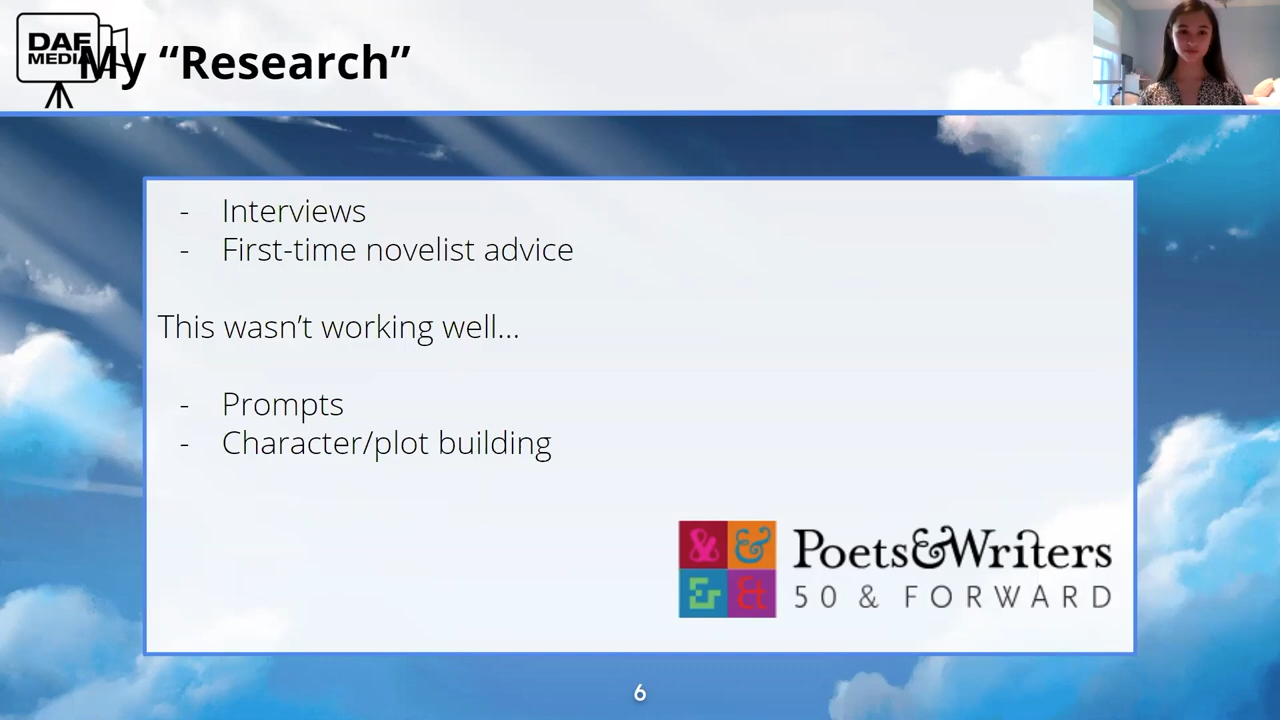 DAF
MEDIA
My “Research”
- Interviews
- First-time novelist advice
This wasn’t working well...
- Prompts
- Character/plot building
& &
& &
Poets&Writers
50 & FORWARD
6